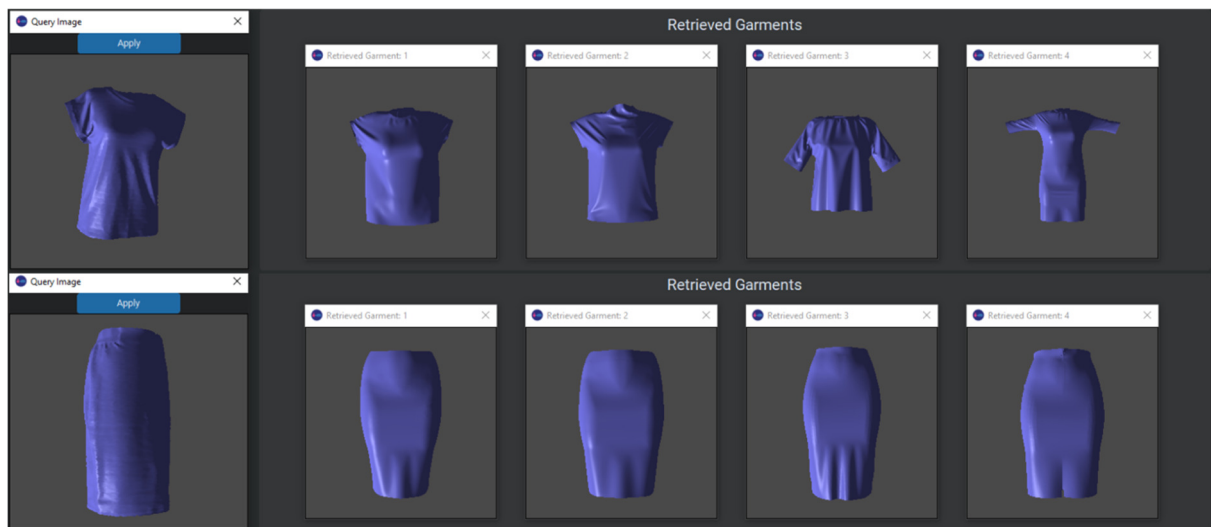 Query Image
Apply
Retrieved Garments
Retrieved Garment: 1
Retrieved Garment: 2
Retrieved Garment: 3
Retrieved Garment: 4
Query Image
Apply
Retrieved Garments
Retrieved Garment: 1
Retrieved Garment: 2
Retrieved Garment: 3
Retrieved Garment: 4